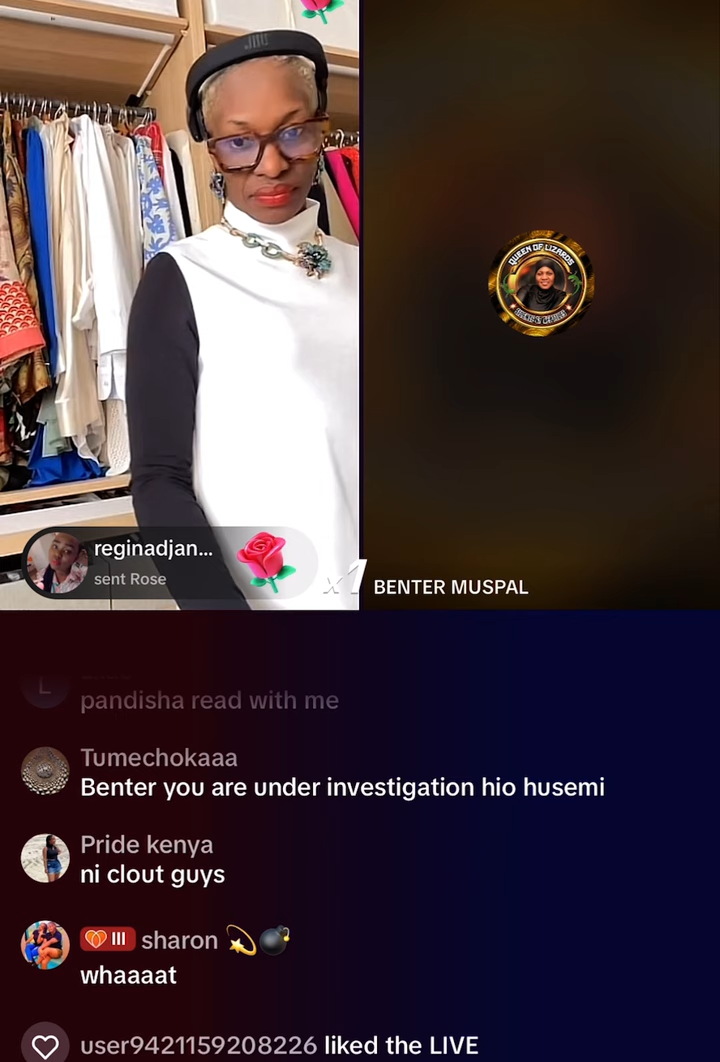 QUEEN OF LIZARDS
reginadjan...
sent Rose
x1
BENTER MUSPAL
L
pandisha read with me
Tumechokaaa
Benter you are under investigation hio husemi
Pride kenya
ni clout guys
III sharon 💫💣
whaaaat
user9421159208226 liked the LIVE